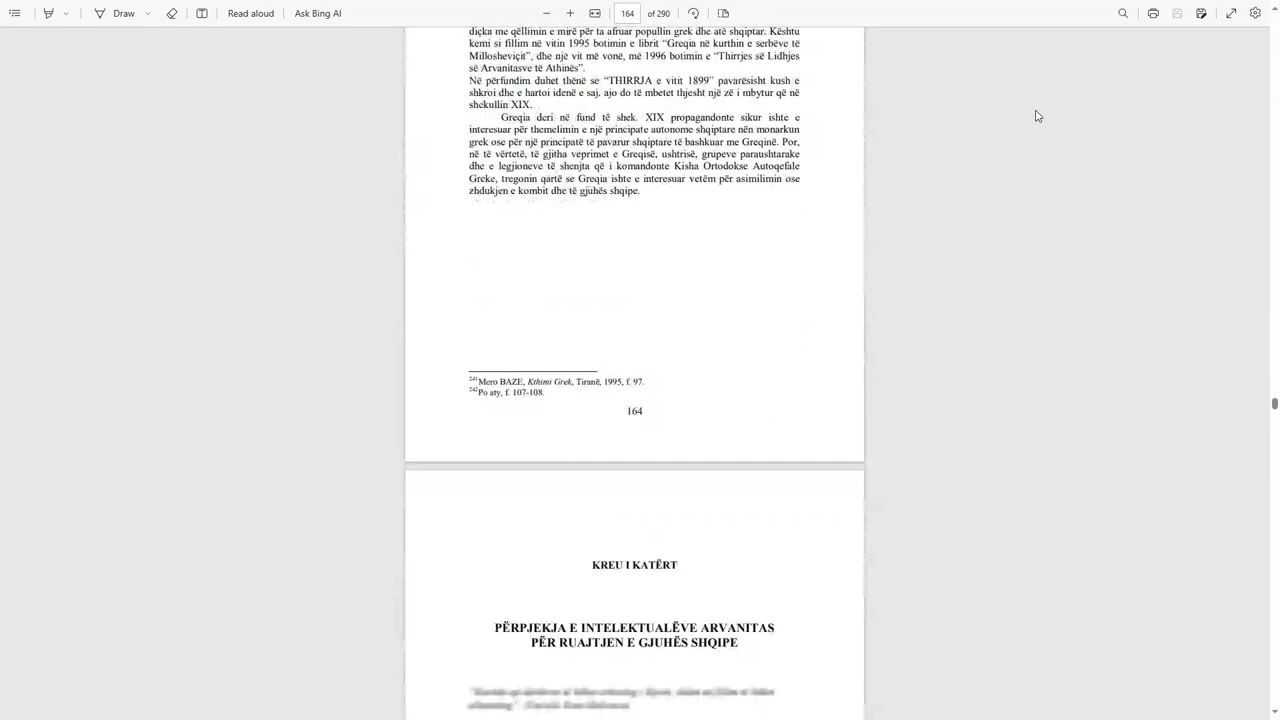 Draw
Read aloud
Ask Bing AI
164
of 290
diçka me qëllimin e mirë për ta afruar popullin grek dhe atë shqiptar. Kështu
kemi si fillim në vitin 1995 botimin e librit “Greqia në kurthin e serbëve të
Millosheviçit”, dhe një vit më vonë, më 1996 botimin e “Thirrjes së Lidhjes
së Arvanitasve të Athinës”.
Në përfundim duhet thënë se “THIRRJA e vitit 1899” pavarësisht kush e
shkroi dhe e hartoi idenë e saj, ajo do të mbetet thjesht një zë i mbytur që në
shekullin XIX.
Greqia deri në fund të shek. XIX propagandonte sikur ishte e
interesuar për themelimin e një principate autonome shqiptare nën monarkun
grek ose për një principatë të pavarur shqiptare të bashkuar me Greqinë. Por,
në të vërtetë, të gjitha veprimet e Greqisë, ushtrisë, grupeve paraushtarake
dhe e legjioneve të shenjta që i komandonte Kisha Ortodokse Autoqefale
Greke, tregonin qartë se Greqia ishte e interesuar vetëm për asimilimin ose
zhdukjen e kombit dhe të gjuhës shqipe.
241Mero BAZE, Kthimi Grek, Tiranë, 1995, f. 97.
242Po aty, f. 107-108.
164
KREU I KATËRT
PËRPJEKJA E INTELEKTUALËVE ARVANITAS
PËR RUAJTJEN E GJUHËS SHQIPE